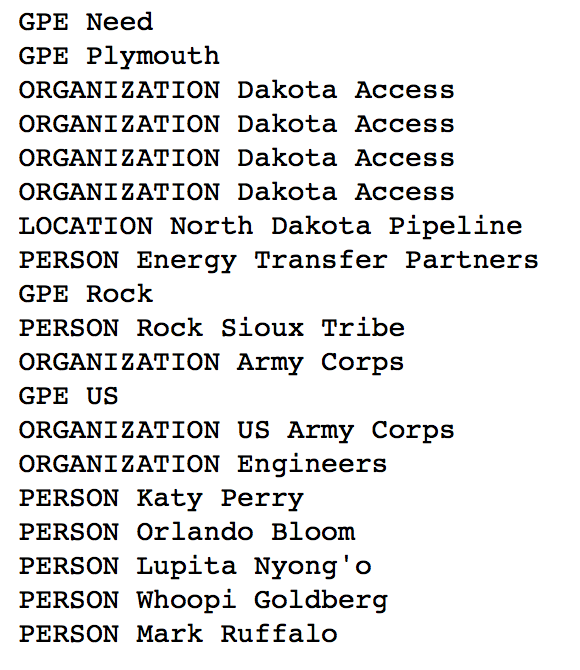 GPE Need
GPE Plymouth
ORGANIZATION Dakota Access
ORGANIZATION Dakota Access
ORGANIZATION Dakota Access
ORGANIZATION Dakota Access
LOCATION North Dakota Pipeline
PERSON Energy Transfer Partners
GPE Rock
PERSON Rock Sioux Tribe
ORGANIZATION Army Corps
GPE US
ORGANIZATION US Army Corps
ORGANIZATION Engineers
PERSON Katy Perry
PERSON Orlando Bloom
PERSON Lupita Nyong'o
PERSON Whoopi Goldberg
PERSON Mark Ruffalo